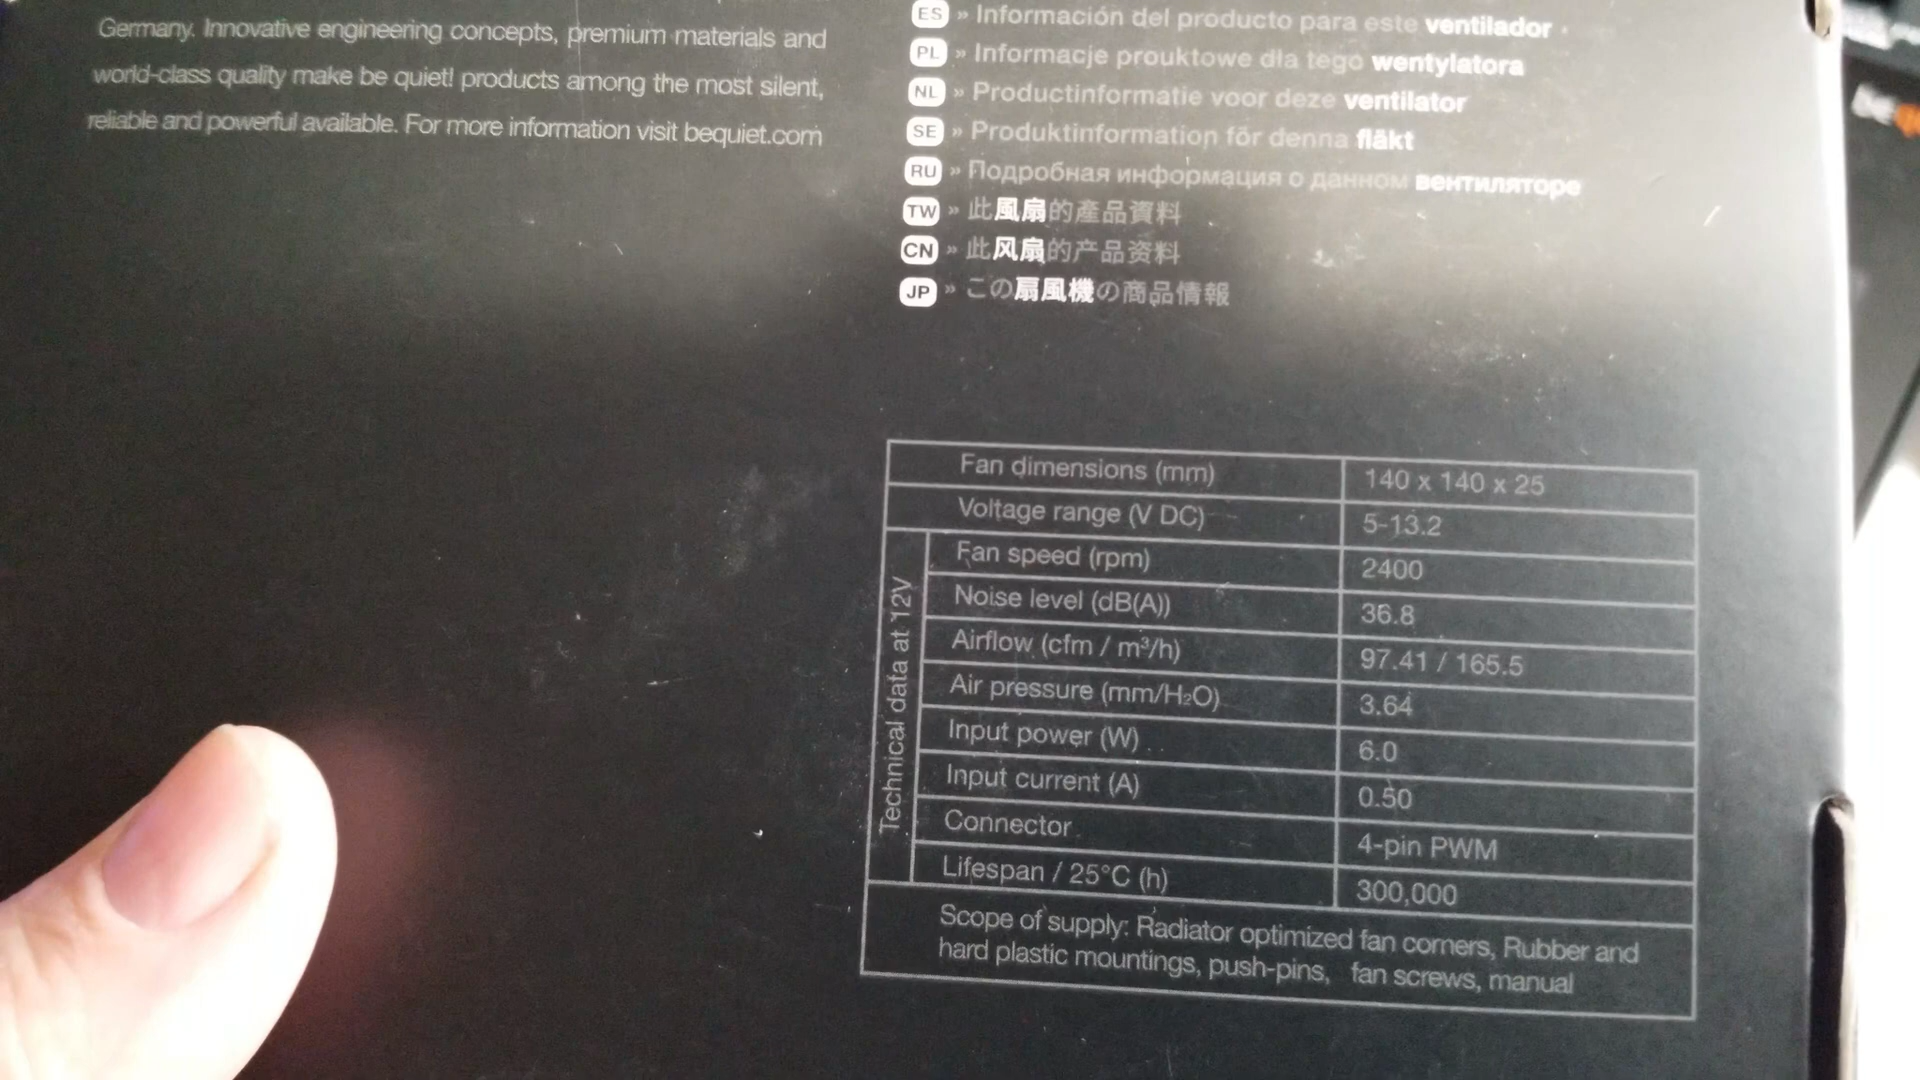 Germany. Innovative engineering concepts, premium materials and
world-class quality make be quiet! products among the most silent,
reliable and powerful available. For more information visit bequiet.com
ES » Información del producto para este ventilador
PL » Informacje prouktowe dla tego wentylatora
NL » Productinformatie voor deze ventilator
SE » Produktinformation för denna fläkt
RU » Подробная информация о данном вентиляторе
TW » 此風扇的產品資料
CN » 此风扇的产品资料
JP » この扇風機の商品情報
Fan dimensions (mm) 140 x 140 x 25
Voltage range (V DC) 5-13.2
Technical data at 12V
Fan speed (rpm) 2400
Noise level (dB(A)) 36.8
Airflow (cfm / m³/h) 97.41 / 165.5
Air pressure (mm/H₂O) 3.64
Input power (W) 6.0
Input current (A) 0.50
Connector 4-pin PWM
Lifespan / 25°C (h) 300,000
Scope of supply: Radiator optimized fan corners, Rubber and
hard plastic mountings, push-pins, fan screws, manual
be